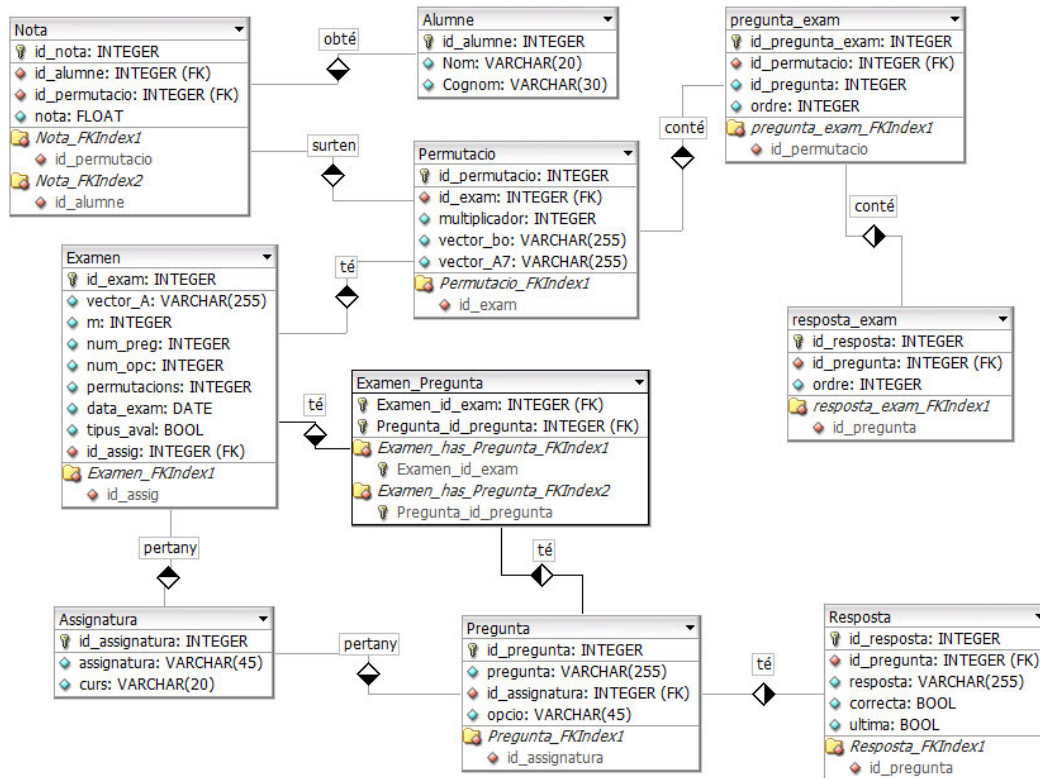 Nota
id_nota: INTEGER
id_alumne: INTEGER (FK)
id_permutacio: INTEGER (FK)
nota: FLOAT
Nota_FKIndex1
id_permutacio
Nota_FKIndex2
id_alumne
obté
Alumne
id_alumne: INTEGER
Nom: VARCHAR(20)
Cognom: VARCHAR(30)
pregunta_exam
id_pregunta_exam: INTEGER
id_permutacio: INTEGER (FK)
id_pregunta: INTEGER
ordre: INTEGER
pregunta_exam_FKIndex1
id_permutacio
surten
conté
Permutacio
id_permutacio: INTEGER
id_exam: INTEGER (FK)
multiplicador: INTEGER
vector_bo: VARCHAR(255)
vector_A7: VARCHAR(255)
Permutacio_FKIndex1
id_exam
conté
Examen
id_exam: INTEGER
vector_A: VARCHAR(255)
m: INTEGER
num_preg: INTEGER
num_opc: INTEGER
permutacions: INTEGER
data_exam: DATE
tipus_aval: BOOL
id_assig: INTEGER (FK)
Examen_FKIndex1
id_assig
té
resposta_exam
id_resposta: INTEGER
id_pregunta: INTEGER (FK)
ordre: INTEGER
resposta_exam_FKIndex1
id_pregunta
té
Examen_Pregunta
Examen_id_exam: INTEGER (FK)
Pregunta_id_pregunta: INTEGER (FK)
Examen_has_Pregunta_FKIndex1
Examen_id_exam
Examen_has_Pregunta_FKIndex2
Pregunta_id_pregunta
pertany
té
Assignatura
id_assignatura: INTEGER
assignatura: VARCHAR(45)
curs: VARCHAR(20)
pertany
Pregunta
id_pregunta: INTEGER
pregunta: VARCHAR(255)
id_assignatura: INTEGER (FK)
opcio: VARCHAR(45)
Pregunta_FKIndex1
id_assignatura
té
Resposta
id_resposta: INTEGER
id_pregunta: INTEGER (FK)
resposta: VARCHAR(255)
correcta: BOOL
ultima: BOOL
Resposta_FKIndex1
id_pregunta